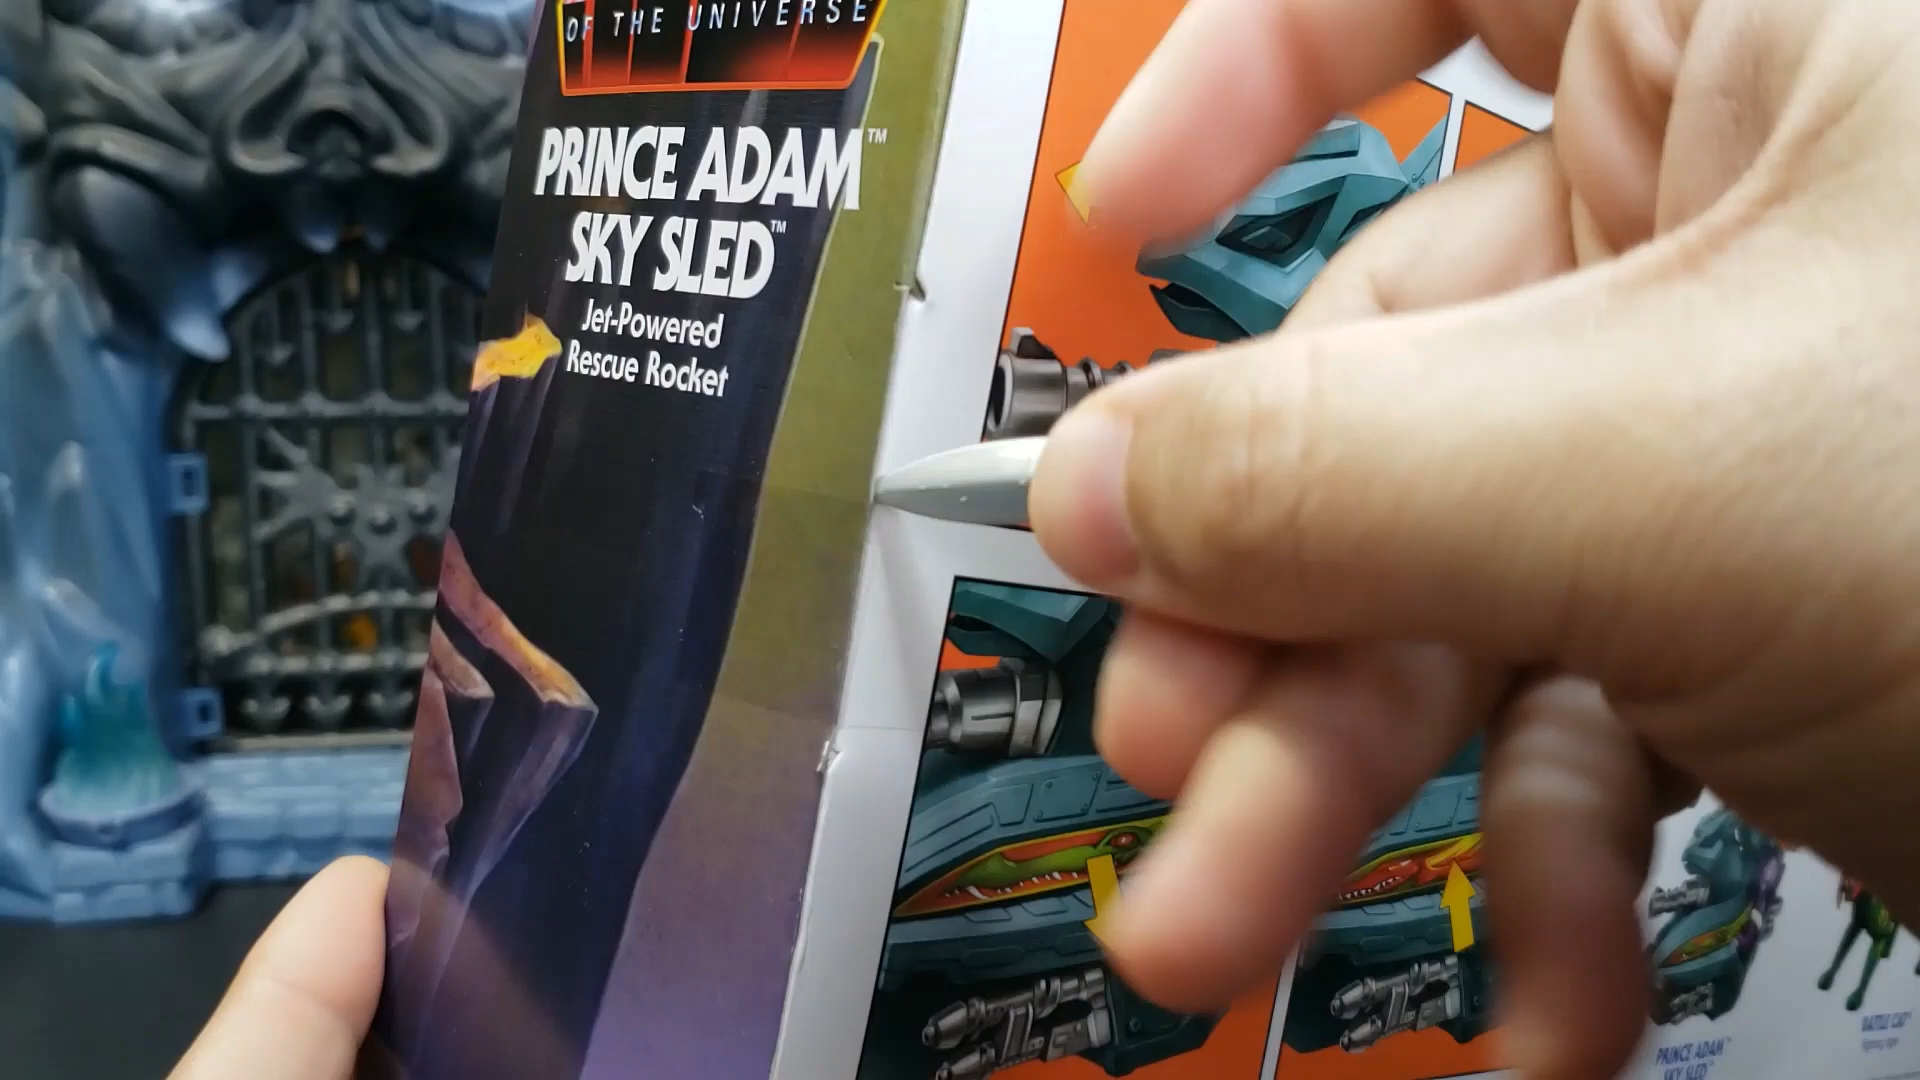 OF THE UNIVERSE
PRINCE ADAM™
SKY SLED™
Jet-Powered
Rescue Rocket
PRINCE ADAM™
SKY SLED™
BATTLE CAT™